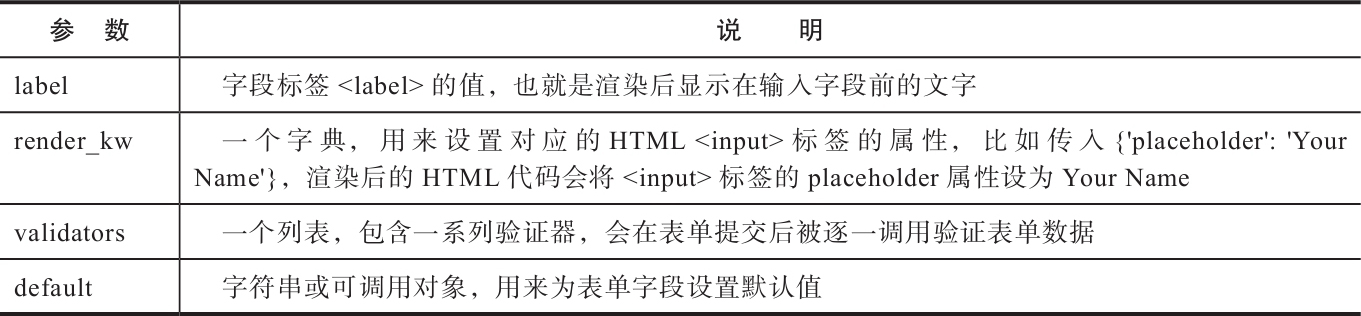 参 数 说 明
label 字段标签 <label> 的值，也就是渲染后显示在输入字段前的文字
render_kw 一个字典，用来设置对应的 HTML <input> 标签的属性，比如传入 {'placeholder': 'Your
Name'}，渲染后的 HTML 代码会将 <input> 标签的 placeholder 属性设为 Your Name
validators 一个列表，包含一系列验证器，会在表单提交后被逐一调用验证表单数据
default 字符串或可调用对象，用来为表单字段设置默认值